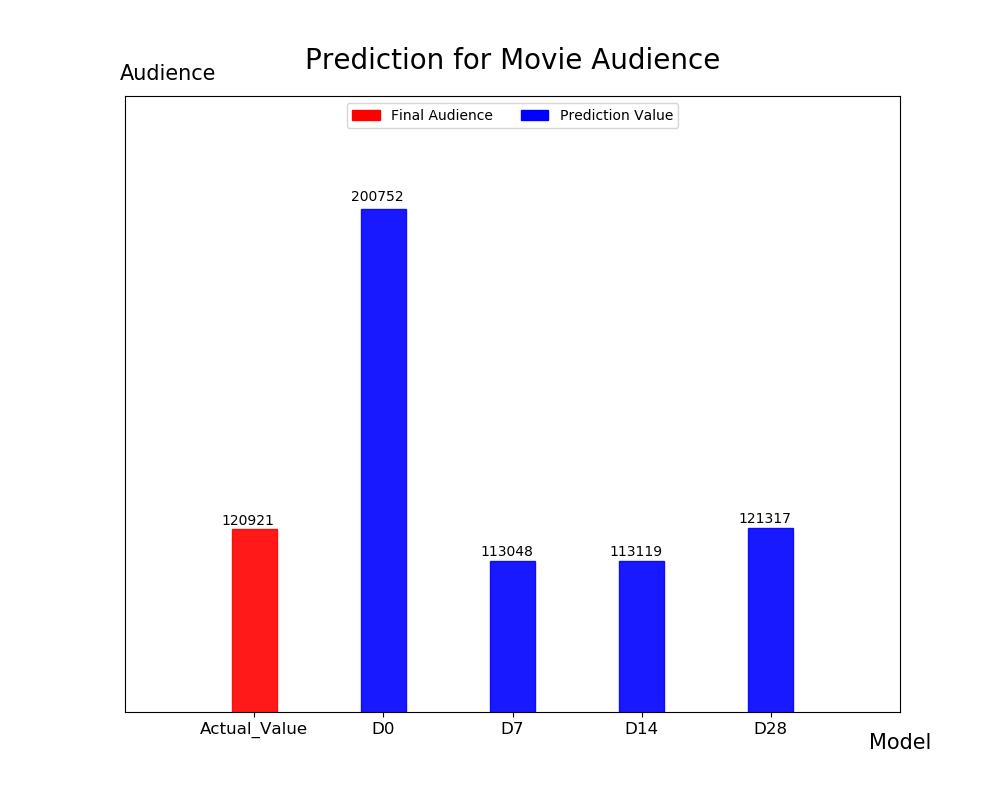 Prediction for Movie Audience
Audience
Final Audience Prediction Value
200752
120921
113048
113119
121317
Actual_Value D0 D7 D14 D28
Model